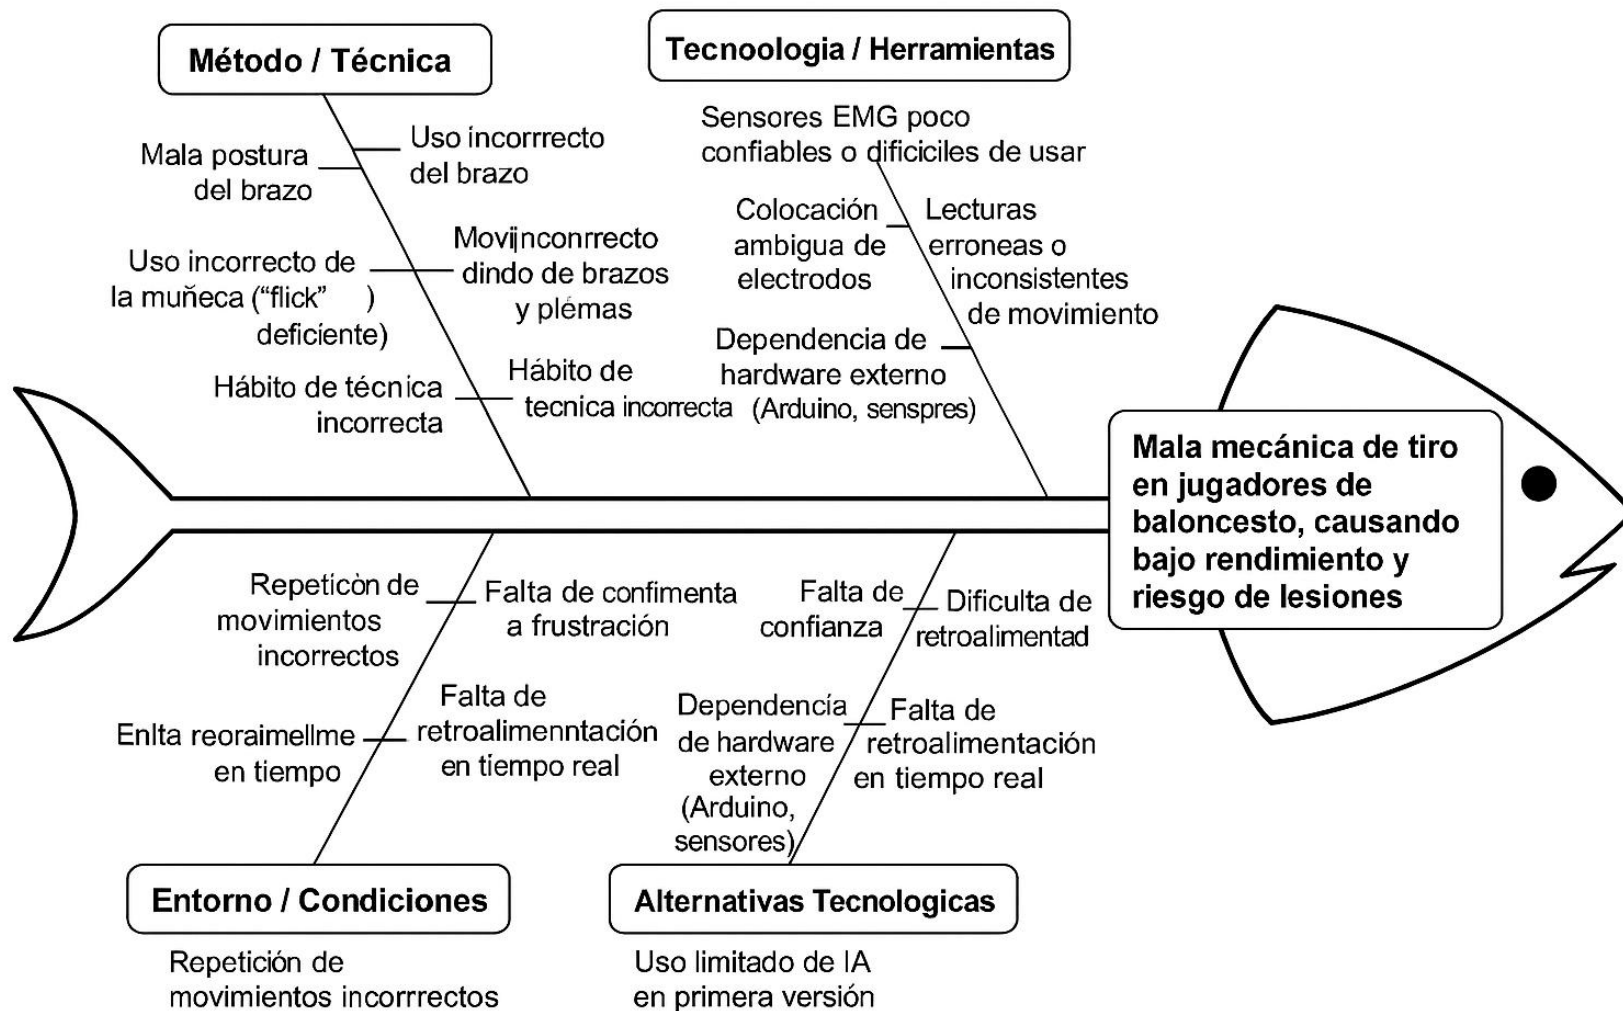 Método / Técnica
Mala postura
del brazo
Uso incorrrecto
del brazo
Uso incorrecto de
la muñeca (“flick” )
deficiente)
Movijnconrrecto
dindo de brazos
y plémas
Hábito de técnica
incorrecta
Hábito de
tecnica incorrecta
Tecnoologia / Herramientas
Sensores EMG poco
confiables o dificiciles de usar
Colocación
ambigua de
electrodos
Lecturas
erroneas o
inconsistentes
de movimiento
Dependencia de
hardware externo
(Arduino, senspres)
Mala mecánica de tiro
en jugadores de
baloncesto, causando
bajo rendimiento y
riesgo de lesiones
Repetícòn de
movimientos
incorrectos
Falta de confimenta
a frustración
Enlta reoraimellme
en tiempo
Falta de
retroalimenntación
en tiempo real
Entorno / Condiciones
Repetición de
movimientos incorrrectos
Falta de
confianza
Dificulta de
retroalimentad
Dependencía
de hardware
externo
(Arduino,
sensores)
Falta de
retroalimentación
en tiempo real
Alternativas Tecnologicas
Uso limitado de IA
en primera versión